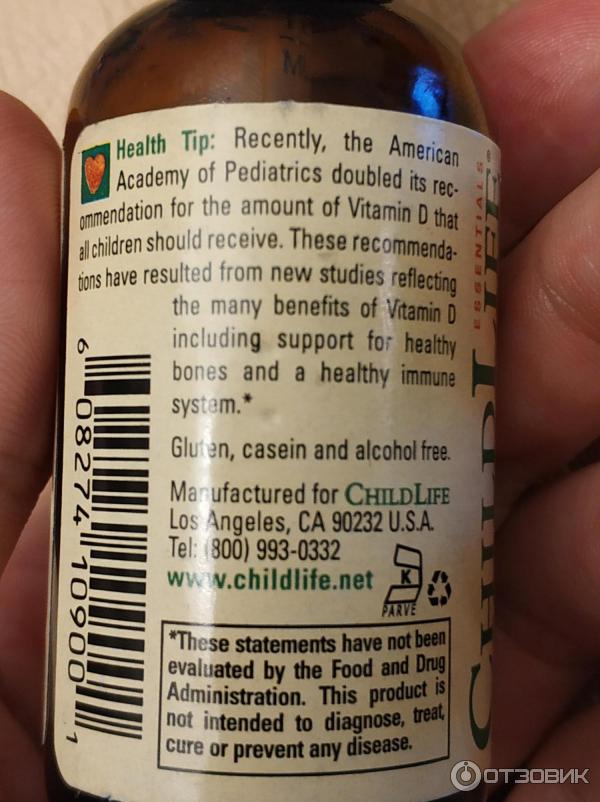 Health Tip: Recently, the American
Academy of Pediatrics doubled its rec-
ommendation for the amount of Vitamin D that
all children should receive. These recommenda-
tions have resulted from new studies reflecting
the many benefits of Vitamin D
including support for healthy
bones and a healthy immune
system.*
Gluten, casein and alcohol free.
Manufactured for CHILDLIFE
Los Angeles, CA 90232 U.S.A.
Tel: (800) 993-0332
www.childlife.net
K
PARVE
*These statements have not been
evaluated by the Food and Drug
Administration. This product is
not intended to diagnose, treat,
cure or prevent any disease.
6 08274 10900 1
CHILDLIFE
ESSENTIALS®
M
ОТЗОВИК